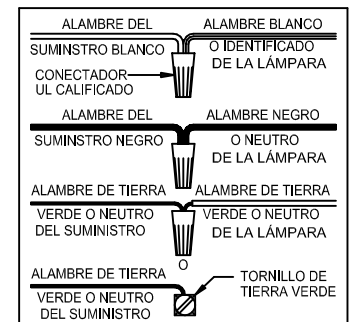 ALAMBRE DEL
SUMINSTRO BLANCO
ALAMBRE BLANCO
O IDENTIFICADO
DE LA LÁMPARA
CONECTADOR
UL CALIFICADO
ALAMBRE DEL
SUMINSTRO NEGRO
ALAMBRE NEGRO
O NEUTRO
DE LA LÁMPARA
ALAMBRE DE TIERRA
VERDE O NEUTRO
DEL SUMINISTRO
ALAMBRE DE TIERRA
VERDE O NEUTRO
DE LA LÁMPARA
O
ALAMBRE DE TIERRA
VERDE O NEUTRO
DEL SUMINISTRO
TORNILLO DE
TIERRA VERDE